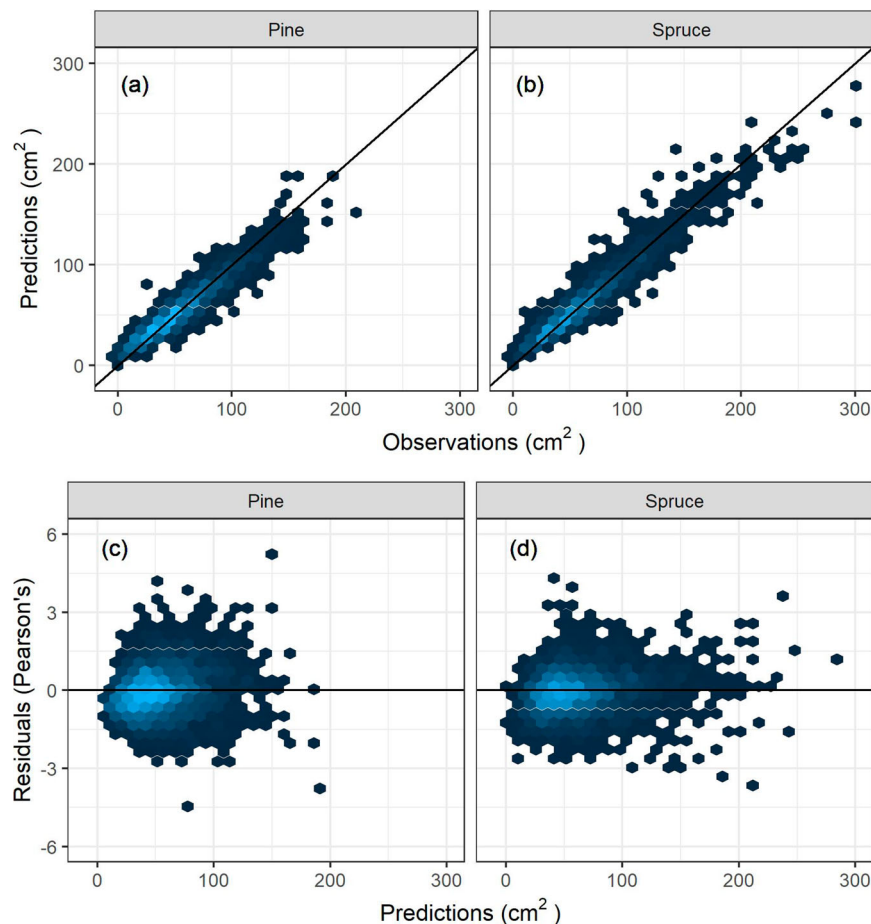 Pine Spruce
(a) (b)
300
200
100
0
Predictions (cm2)
0 100 200 300 0 100 200 300
Observations (cm2 )
Pine Spruce
(c) (d)
6
3
0
-3
-6
Residuals (Pearson's)
0 100 200 300 0 100 200 300
Predictions (cm2 )